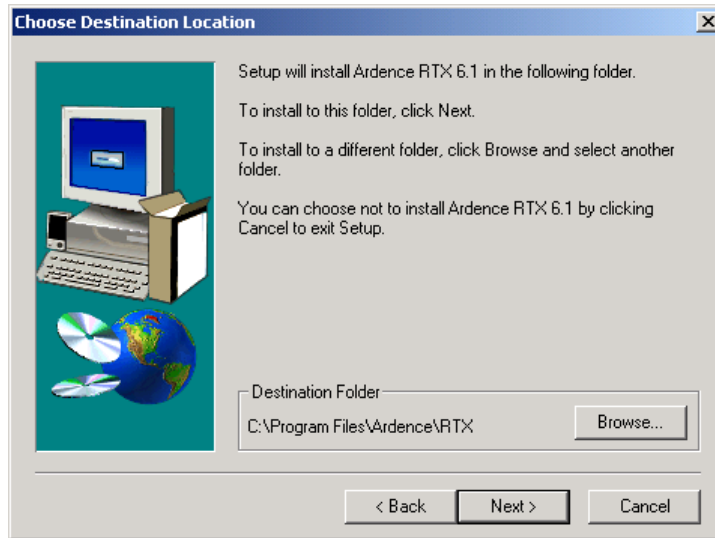 Choose Destination Location
Setup will install Ardence RTX 6.1 in the following folder.
To install to this folder, click Next.
To install to a different folder, click Browse and select another
folder.
You can choose not to install Ardence RTX 6.1 by clicking
Cancel to exit Setup.
Destination Folder
C:\Program Files\Ardence\RTX
Browse...
< Back
Next >
Cancel